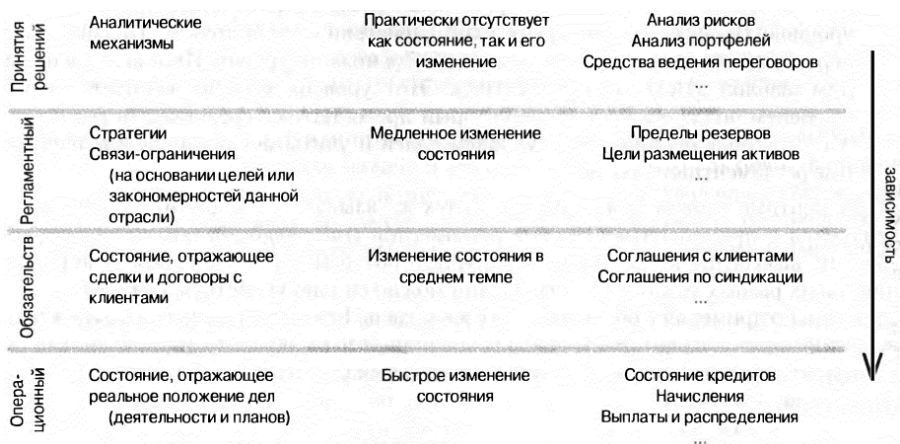 Принятия
решений
Аналитические
механизмы
Практически отсутствует
как состояние, так и его
изменение
Анализ рисков
Анализ портфелей
Средства ведения переговоров
...
Регламентный
Стратегии
Связи-ограничения
(на основании целей или
закономерностей данной
отрасли)
Медленное изменение
состояния
Пределы резервов
Цели размещения активов
...
Обязательств
Состояние, отражающее
сделки и договоры с
клиентами
Изменение состояния в
среднем темпе
Соглашения с клиентами
Соглашения по синдикации
...
Опера-
ционный
Состояние, отражающее
реальное положение дел
(деятельности и планов)
Быстрое изменение
состояния
Состояние кредитов
Начисления
Выплаты и распределения
...
зависимость